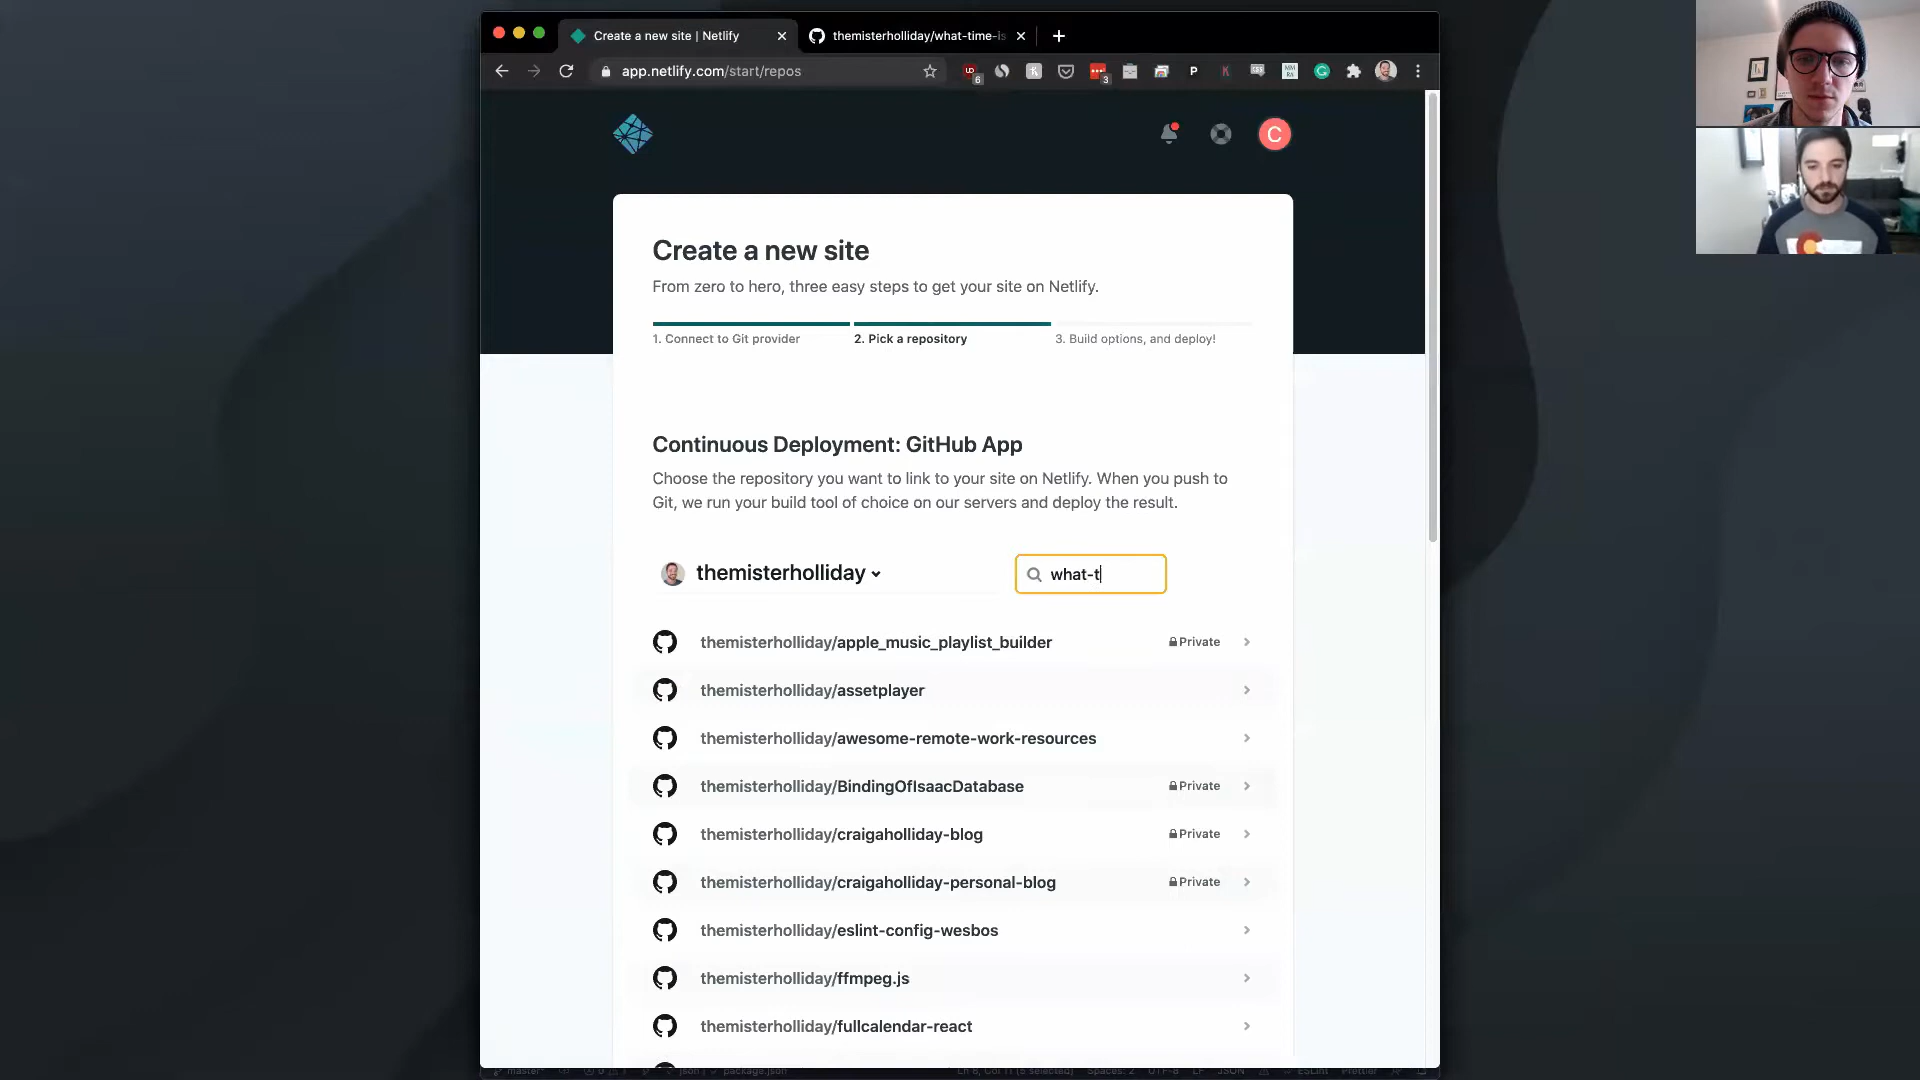 Create a new site | Netlify
themisterholliday/what-time-is
app.netlify.com/start/repos
6
3
P
K
C
Create a new site
From zero to hero, three easy steps to get your site on Netlify.
1. Connect to Git provider
2. Pick a repository
3. Build options, and deploy!
Continuous Deployment: GitHub App
Choose the repository you want to link to your site on Netlify. When you push to
Git, we run your build tool of choice on our servers and deploy the result.
themisterholliday
what-t
themisterholliday/apple_music_playlist_builder
Private
themisterholliday/assetplayer
themisterholliday/awesome-remote-work-resources
themisterholliday/BindingOfIsaacDatabase
Private
themisterholliday/craigaholliday-blog
Private
themisterholliday/craigaholliday-personal-blog
Private
themisterholliday/eslint-config-wesbos
themisterholliday/ffmpeg.js
themisterholliday/fullcalendar-react